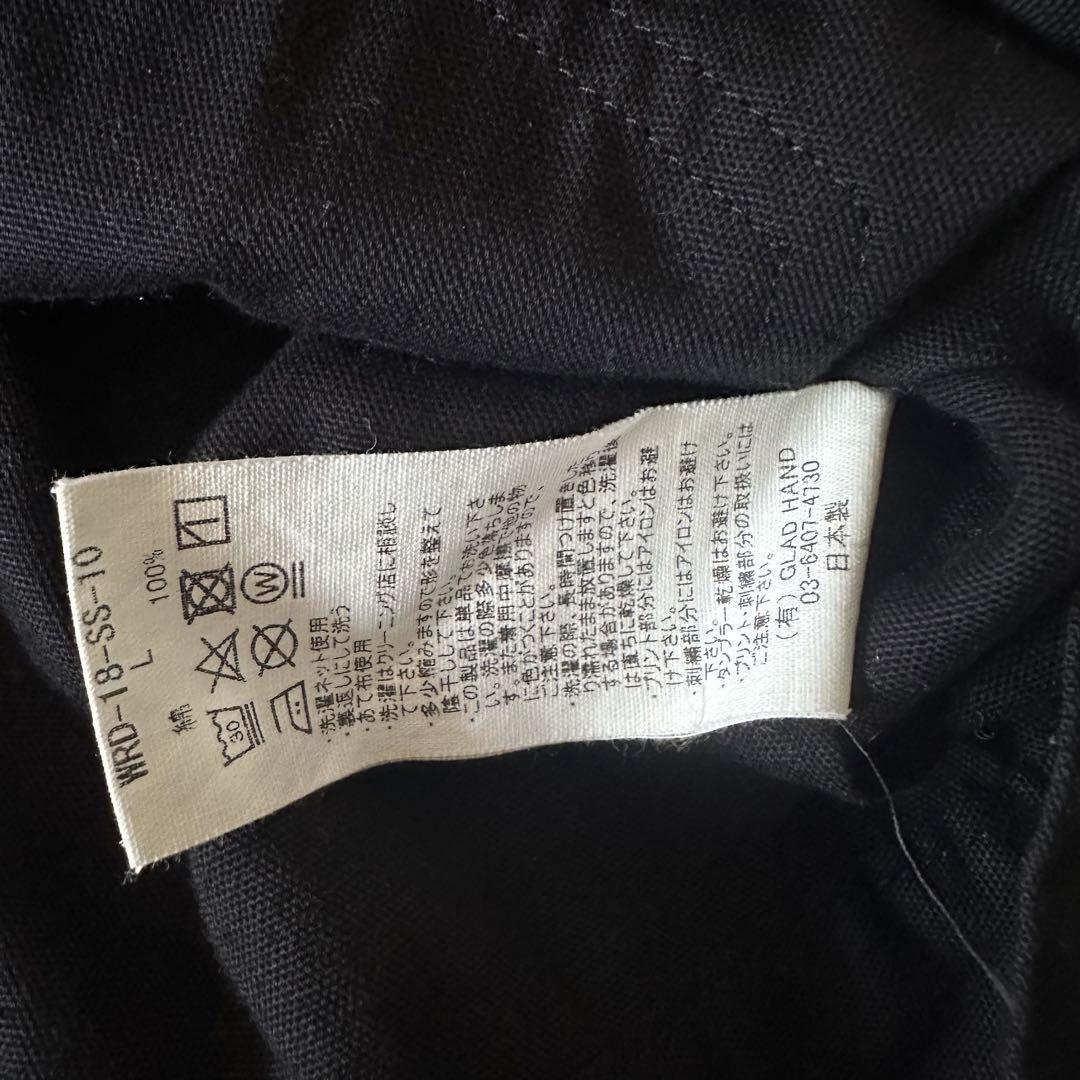 WRD-18-SS-10
L
綿 100%
30
W
・洗濯ネット使用
・裏返しにして洗う
・あて布使用
・洗濯はクリーニング店に相談し
て下さい。
・多少縮みますので形を整えて
陰干しして下さい。
・この製品は単品でお洗い下さ
い。洗濯の際多少色落ちしま
す。また着用中摩擦で他の物
に色がつくことがありますので、
ご注意下さい。
・洗濯の際、長時間つけ置きした
り濡れたまま放置しますと色移り
する場合がありますので、洗濯後
は直ちに乾燥して下さい。
・プリント部分にはアイロンはお避
け下さい。
・刺繍部分にはアイロンはお避け
下さい。
・タンブラー乾燥はお避け下さい。
・プリント、刺繍部分の取扱いには
ご注意下さい。
(有) GLAD HAND
03-6407-4730
日本製